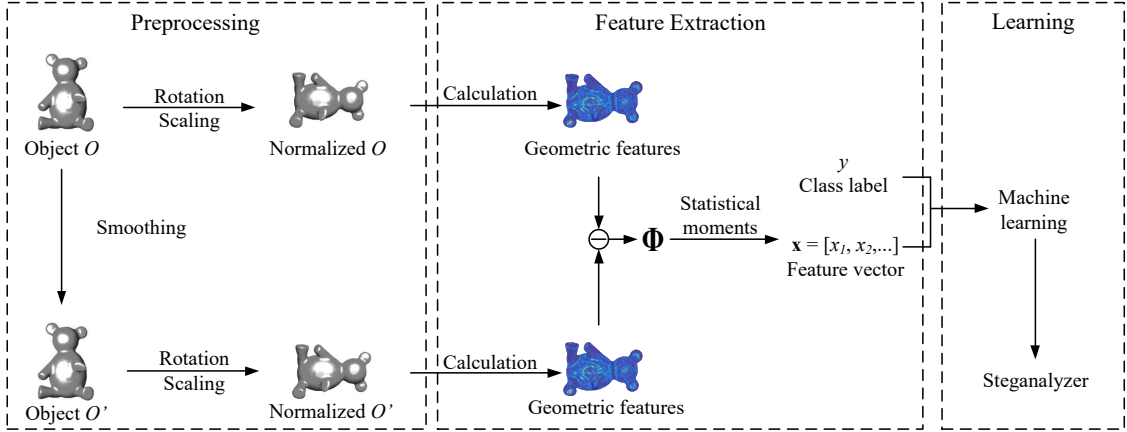 Preprocessing
Feature Extraction
Learning
Rotation
Scaling
Calculation
Object O
Normalized O
Geometric features
y
Class label
Smoothing
Statistical
moments
Machine
learning
Φ
x = [x1, x2,...]
Feature vector
Rotation
Scaling
Calculation
Steganalyzer
Object O’
Normalized O’
Geometric features